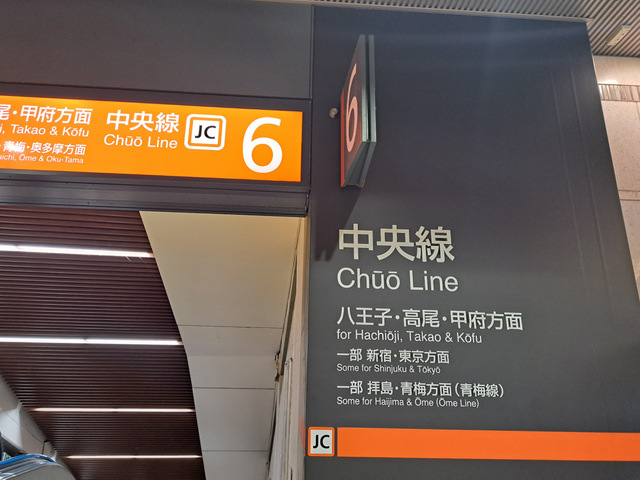 尾・甲府方面
Takao & Kōfu
中央線
Chūō Line
JC
6
青梅・奥多摩方面
Ōme & Oku-Tama
6
中央線
Chūō Line
八王子・高尾・甲府方面
for Hachiōji, Takao & Kōfu
一部 新宿・東京方面
Some for Shinjuku & Tōkyō
一部 拝島・青梅方面(青梅線)
Some for Haijima & Ōme (Ōme Line)
JC